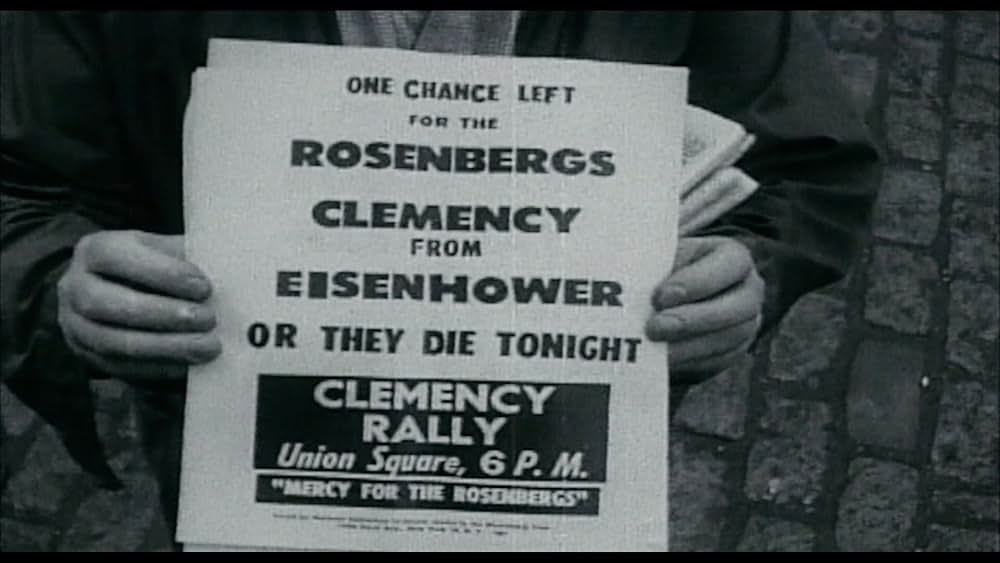 ONE CHANCE LEFT
FOR THE
ROSENBERGS
CLEMENCY
FROM
EISENHOWER
OR THEY DIE TONIGHT
CLEMENCY
RALLY
Union Square, 6 P. M.
"MERCY FOR THE ROSENBERGS"